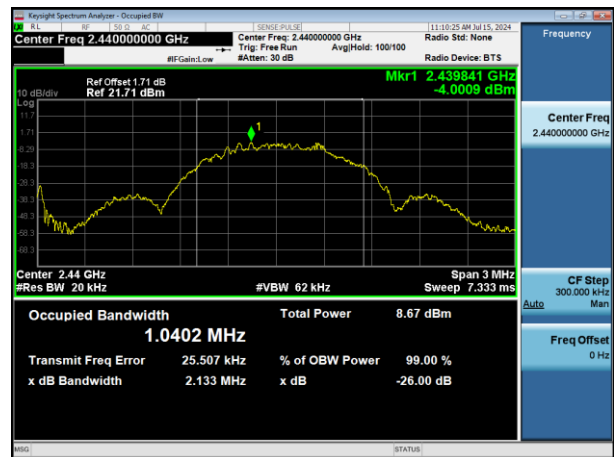 Keysight Spectrum Analyzer - Occupied BW
RL RF 50 Ω AC SENSE:PULSE 11:10:25 AM Jul 15, 2024
Center Freq 2.440000000 GHz Center Freq: 2.440000000 GHz Radio Std: None
Trig: Free Run Avg|Hold: 100/100
#IFGain:Low #Atten: 30 dB Radio Device: BTS
Frequency
Ref Offset 1.71 dB Mkr1 2.439841 GHz
10 dB/div Ref 21.71 dBm -4.0009 dBm
Log
11.7
1
1.71
-8.29
-18.3
-28.3
-38.3
-48.3
-58.3
-68.3
Center Freq
2.440000000 GHz
Center 2.44 GHz Span 3 MHz
#Res BW 20 kHz #VBW 62 kHz Sweep 7.333 ms
CF Step
300.000 kHz
Auto Man
Occupied Bandwidth Total Power 8.67 dBm
1.0402 MHz
Transmit Freq Error 25.507 kHz % of OBW Power 99.00 %
x dB Bandwidth 2.133 MHz x dB -26.00 dB
Freq Offset
0 Hz
MSG STATUS